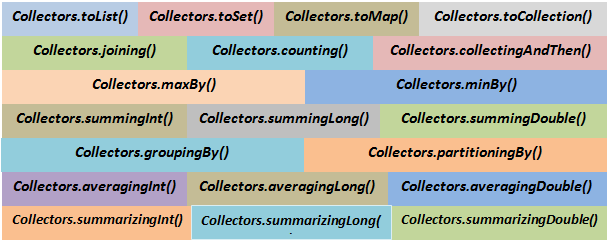 Collectors.toList() Collectors.toSet() Collectors.toMap() Collectors.toCollection()
Collectors.joining() Collectors.counting() Collectors.collectingAndThen()
Collectors.maxBy() Collectors.minBy()
Collectors.summingInt() Collectors.summingLong() Collectors.summingDouble()
Collectors.groupingBy() Collectors.partitioningBy()
Collectors.averagingInt() Collectors.averagingLong() Collectors.averagingDouble()
Collectors.summarizingInt() Collectors.summarizingLong( Collectors.summarizingDouble()